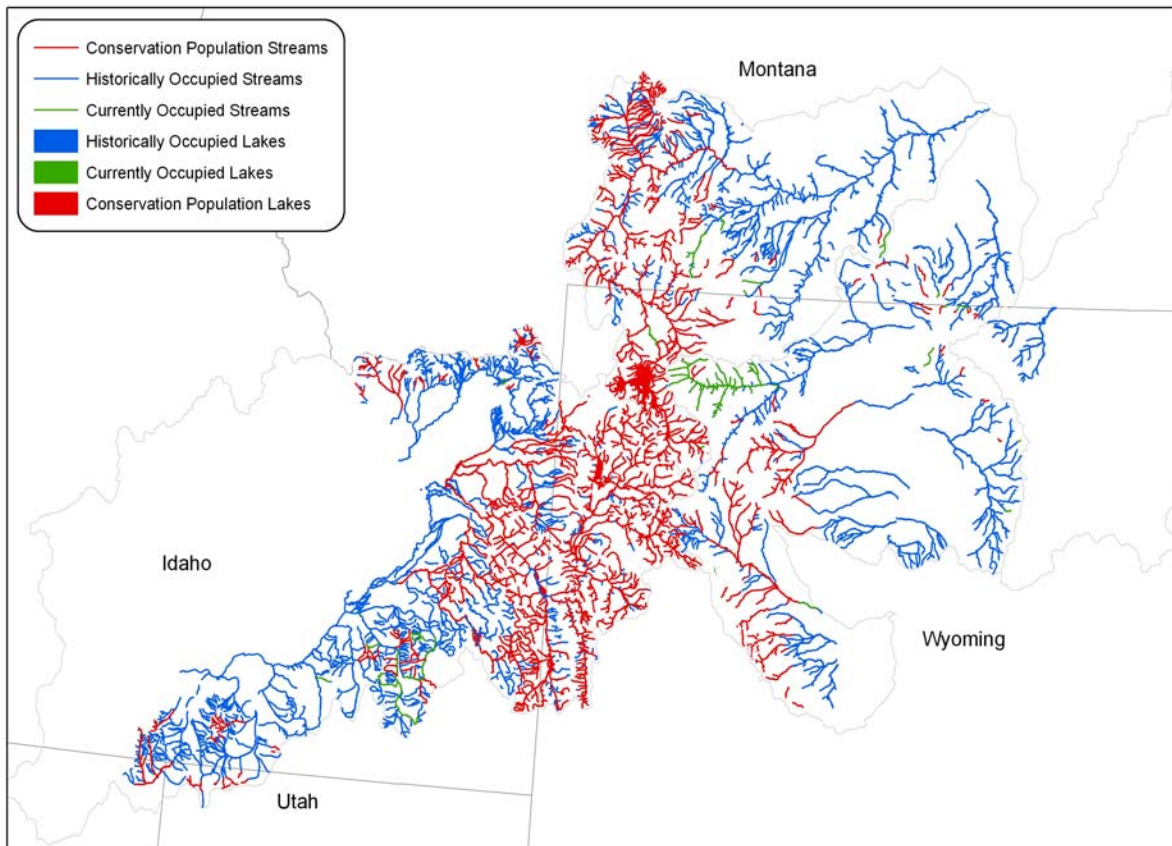 Conservation Population Streams
Historically Occupied Streams
Currently Occupied Streams
Historically Occupied Lakes
Currently Occupied Lakes
Conservation Population Lakes
Montana
Idaho
Wyoming
Utah